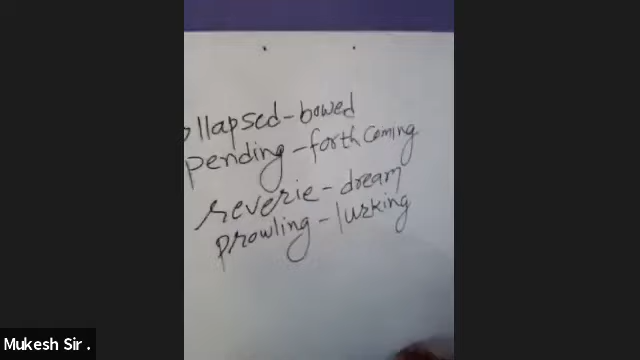 ollapsed-bowed
pending-forthcoming
reverie-dream
prowling-lurking
Mukesh Sir .